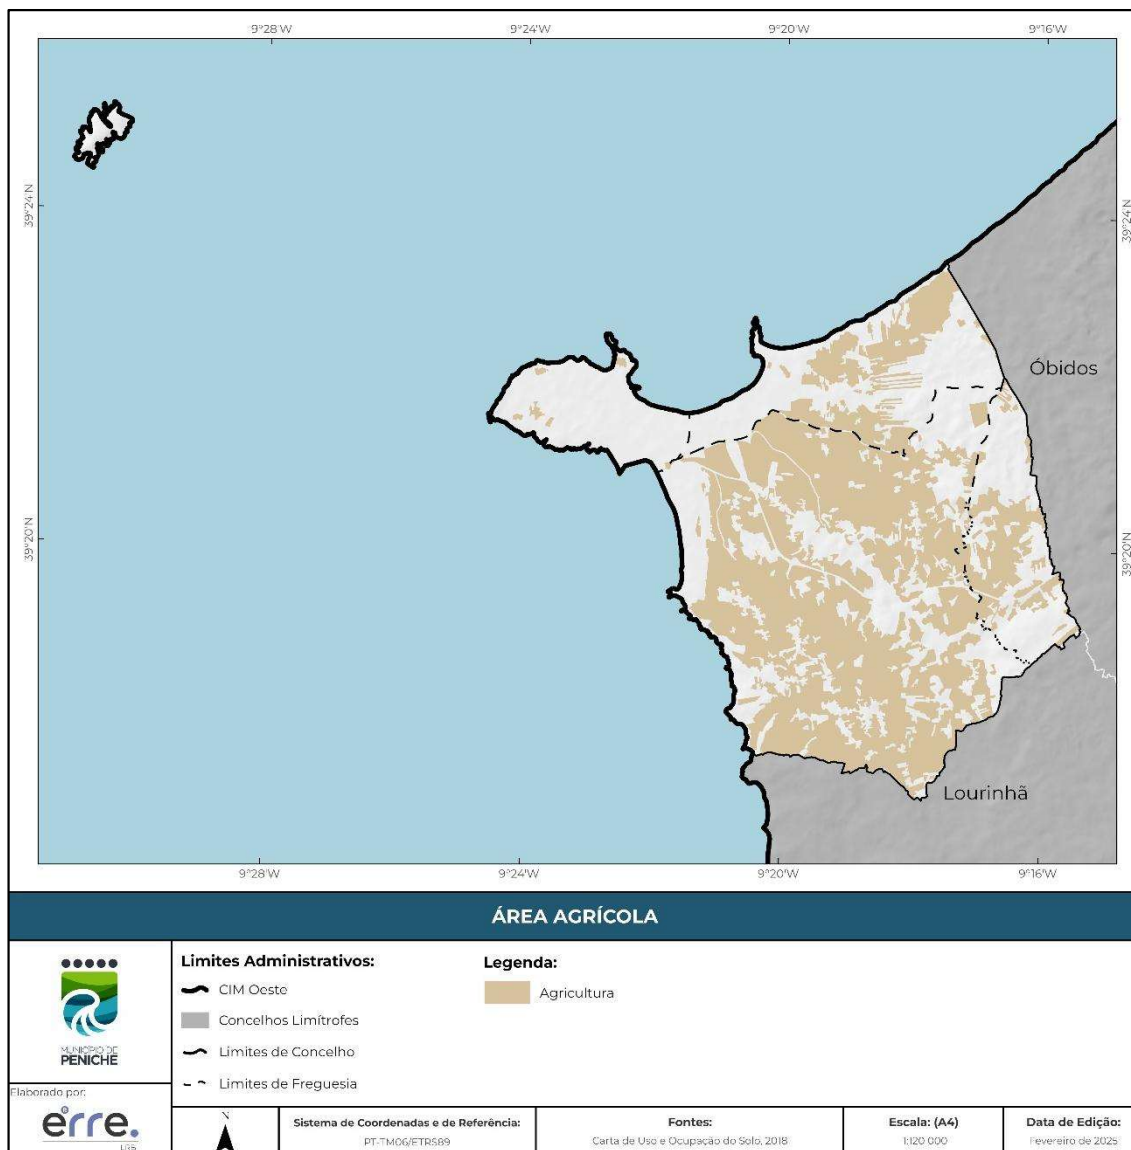 9°28'W
9°24'W
9°20'W
9°16'W
39°24'N
39°24'N
Óbidos
39°20'N
39°20'N
Lourinhã
9°28'W
9°24'W
9°20'W
9°16'W
ÁREA AGRÍCOLA
Limites Administrativos:
CIM Oeste
Concelhos Limítrofes
Limites de Concelho
Limites de Freguesia
Legenda:
Agricultura
MUNICÍPIO DE
PENICHE
Elaborado por:
erre.
LRB
N
Sistema de Coordenadas e de Referência:
PT-TM06/ETRS89
Fontes:
Carta de Uso e Ocupação do Solo, 2018
Escala: (A4)
1:120 000
Data de Edição:
Fevereiro de 2025